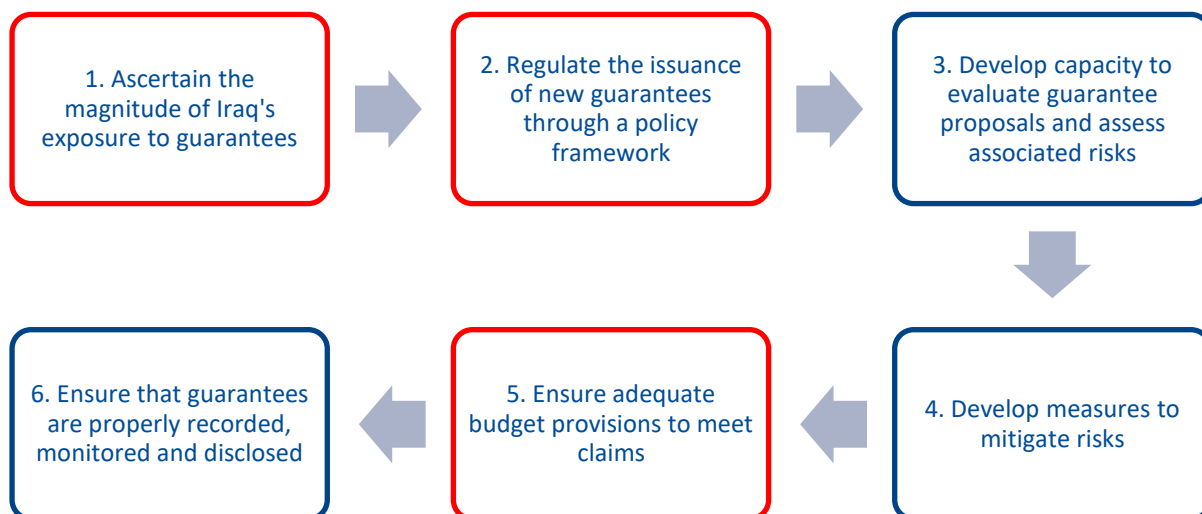 1. Ascertain the
magnitude of Iraq's
exposure to guarantees
2. Regulate the issuance
of new guarantees
through a policy
framework
3. Develop capacity to
evaluate guarantee
proposals and assess
associated risks
4. Develop measures to
mitigate risks
5. Ensure adequate
budget provisions to meet
claims
6. Ensure that guarantees
are properly recorded,
monitored and disclosed